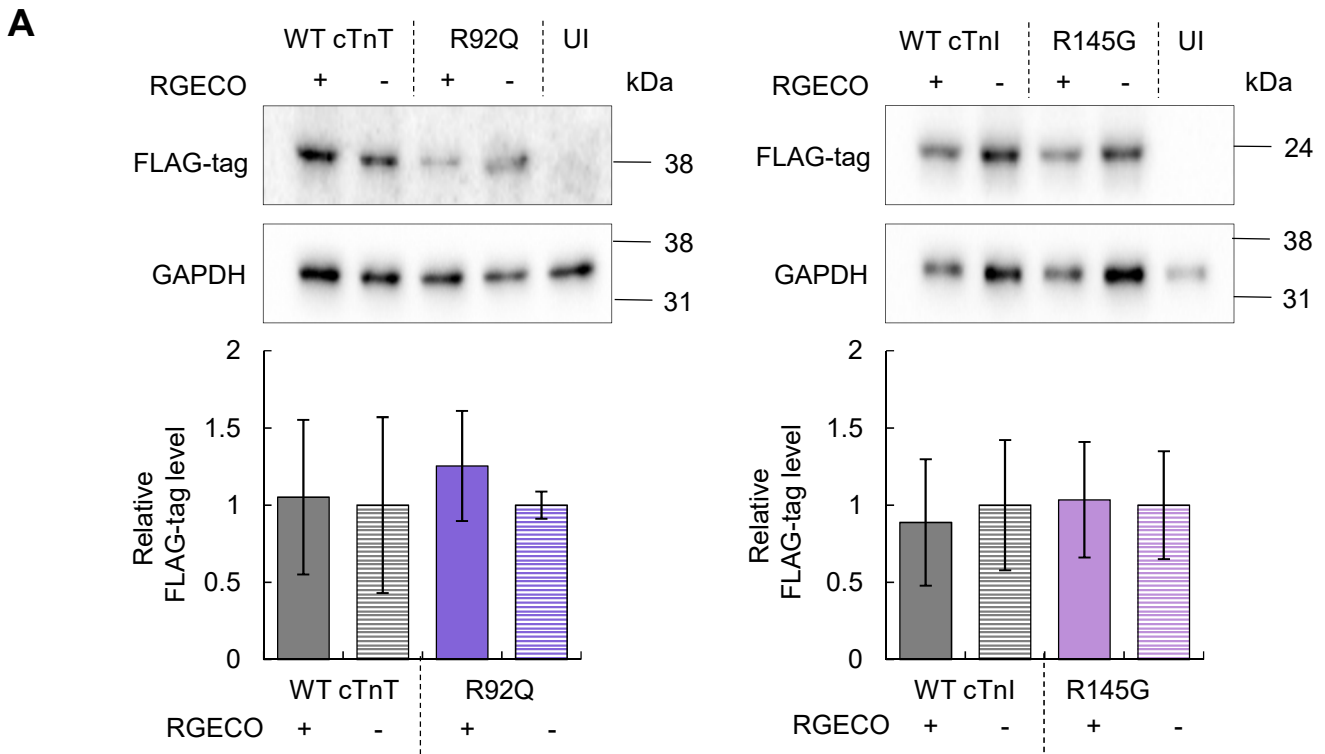 A
WT cTnT R92Q UI
RGECO + - + - kDa
FLAG-tag 38
GAPDH 38
31
2
1.5
1
0.5
0
Relative
FLAG-tag level
WT cTnT R92Q
RGECO + - + -
WT cTnI R145G UI
RGECO + - + - kDa
FLAG-tag 24
GAPDH 38
31
2
1.5
1
0.5
0
Relative
FLAG-tag level
WT cTnI R145G
RGECO + - + -